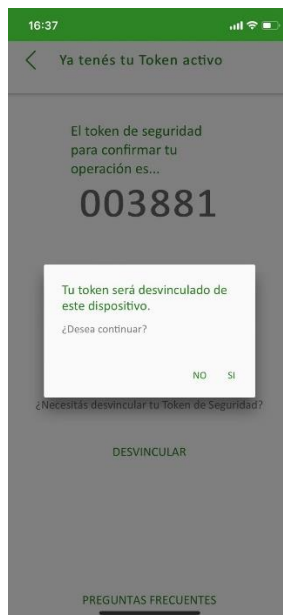 16:37
Ya tenés tu Token activo
El token de seguridad
para confirmar tu
operación es...
003881
Tu token será desvinculado de
este dispositivo.
¿Desea continuar?
NO SI
¿Necesitás desvincular tu Token de Seguridad?
DESVINCULAR
PREGUNTAS FRECUENTES